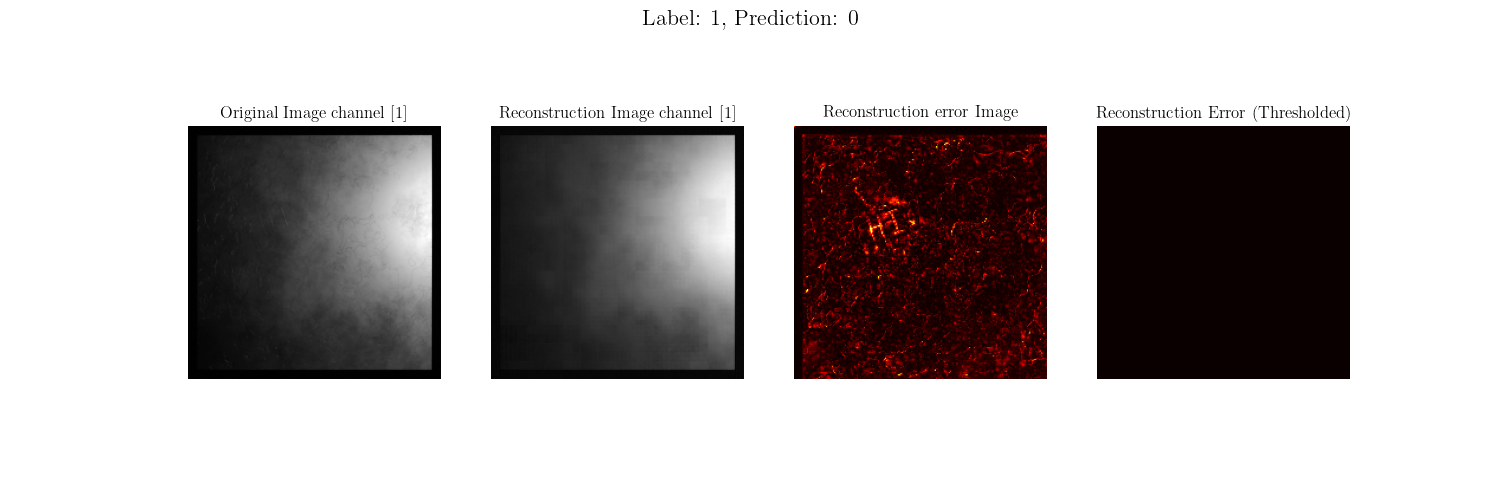 Label: 1, Prediction: 0
Original Image channel [1]
Reconstruction Image channel [1]
Reconstruction error Image
Reconstruction Error (Thresholded)